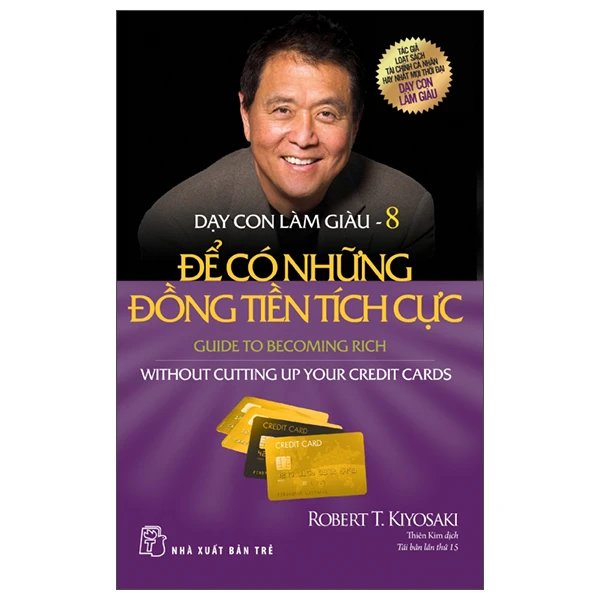 TÁC GIẢ
LOẠT SÁCH
TÀI CHÍNH CÁ NHÂN
HAY NHẤT MỌI THỜI ĐẠI
DẠY CON
LÀM GIÀU
DẠY CON LÀM GIÀU - 8
ĐỂ CÓ NHỮNG
ĐỒNG TIỀN TÍCH CỰC
GUIDE TO BECOMING RICH
WITHOUT CUTTING UP YOUR CREDIT CARDS
CREDIT CARD
CREDIT CARD
CREDIT CARD
ROBERT T. KIYOSAKI
Thiên Kim dịch
Tái bản lần thứ 15
NHÀ XUẤT BẢN TRẺ